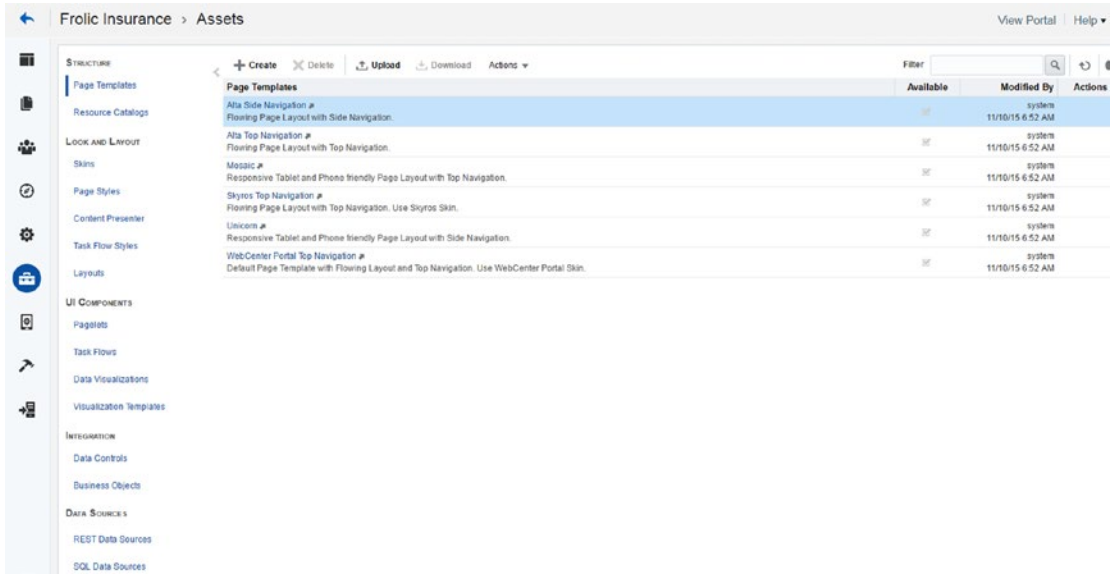 Frolic Insurance > Assets
View Portal
Help
STRUCTURE
Page Templates
Resource Catalogs
LOOK AND LAYOUT
Skins
Page Styles
Content Presenter
Task Flow Styles
Layouts
UI COMPONENTS
Pagelets
Task Flows
Data Visualizations
Visualization Templates
INTEGRATION
Data Controls
Business Objects
DATA SOURCES
REST Data Sources
SQL Data Sources
Create Delete Upload Download Actions Filter
Page Templates Available Modified By Actions
Alta Side Navigation system
Flowing Page Layout with Side Navigation. 11/10/15 6:52 AM
Alta Top Navigation system
Flowing Page Layout with Top Navigation. 11/10/15 6:52 AM
Mosaic system
Responsive Tablet and Phone friendly Page Layout with Top Navigation. 11/10/15 6:52 AM
Skyros Top Navigation system
Flowing Page Layout with Top Navigation. Use Skyros Skin. 11/10/15 6:52 AM
Unicorn system
Responsive Tablet and Phone friendly Page Layout with Side Navigation. 11/10/15 6:52 AM
WebCenter Portal Top Navigation system
Default Page Template with Flowing Layout and Top Navigation. Use WebCenter Portal Skin. 11/10/15 6:52 AM